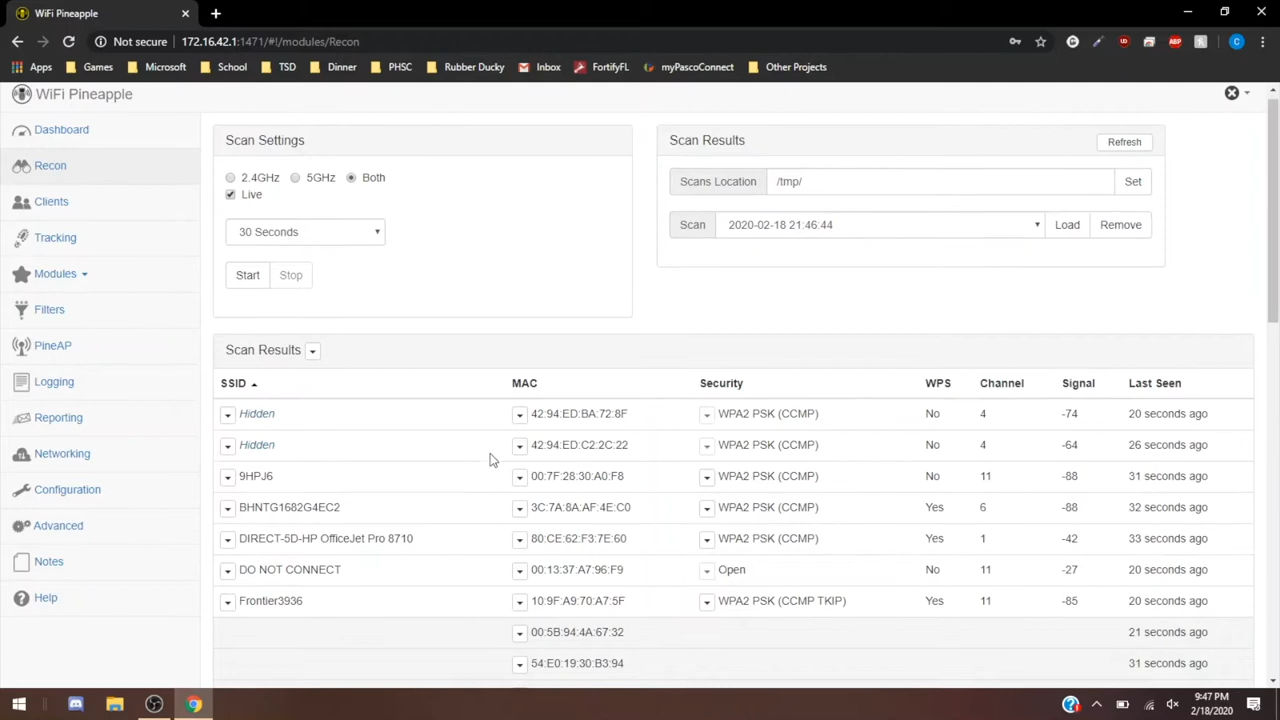 WiFi Pineapple
Not secure | 172.16.42.1:1471/#!/modules/Recon
Apps Games Microsoft School TSD Dinner PHSC Rubber Ducky Inbox FortifyFL myPascoConnect Other Projects
WiFi Pineapple
Dashboard
Recon
Clients
Tracking
Modules
Filters
PineAP
Logging
Reporting
Networking
Configuration
Advanced
Notes
Help
Scan Settings
2.4GHz 5GHz Both
Live
30 Seconds
Start Stop
Scan Results Refresh
Scans Location /tmp/ Set
Scan 2020-02-18 21:46:44 Load Remove
Scan Results
SSID MAC Security WPS Channel Signal Last Seen
Hidden 42:94:ED:BA:72:8F WPA2 PSK (CCMP) No 4 -74 20 seconds ago
Hidden 42:94:ED:C2:2C:22 WPA2 PSK (CCMP) No 4 -64 26 seconds ago
9HPJ6 00:7F:28:30:A0:F8 WPA2 PSK (CCMP) No 11 -88 31 seconds ago
BHNTG1682G4EC2 3C:7A:8A:AF:4E:C0 WPA2 PSK (CCMP) Yes 6 -88 32 seconds ago
DIRECT-5D-HP OfficeJet Pro 8710 80:CE:62:F3:7E:60 WPA2 PSK (CCMP) Yes 1 -42 33 seconds ago
DO NOT CONNECT 00:13:37:A7:96:F9 Open No 11 -27 20 seconds ago
Frontier3936 10:9F:A9:70:A7:5F WPA2 PSK (CCMP TKIP) Yes 11 -85 20 seconds ago
00:5B:94:4A:67:32 21 seconds ago
54:E0:19:30:B3:94 31 seconds ago
9:47 PM
2/18/2020